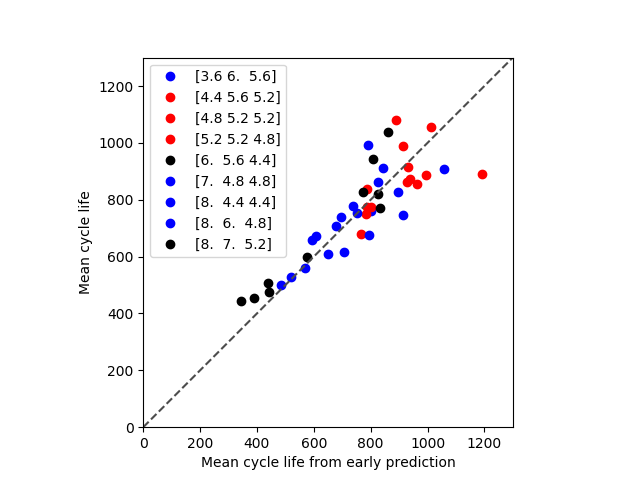 [3.6 6.  5.6]
[4.4 5.6 5.2]
[4.8 5.2 5.2]
[5.2 5.2 4.8]
[6.  5.6 4.4]
[7.  4.8 4.8]
[8.  4.4 4.4]
[8.  6.  4.8]
[8.  7.  5.2]
1200
1000
800
600
400
200
0
Mean cycle life
0 200 400 600 800 1000 1200
Mean cycle life from early prediction